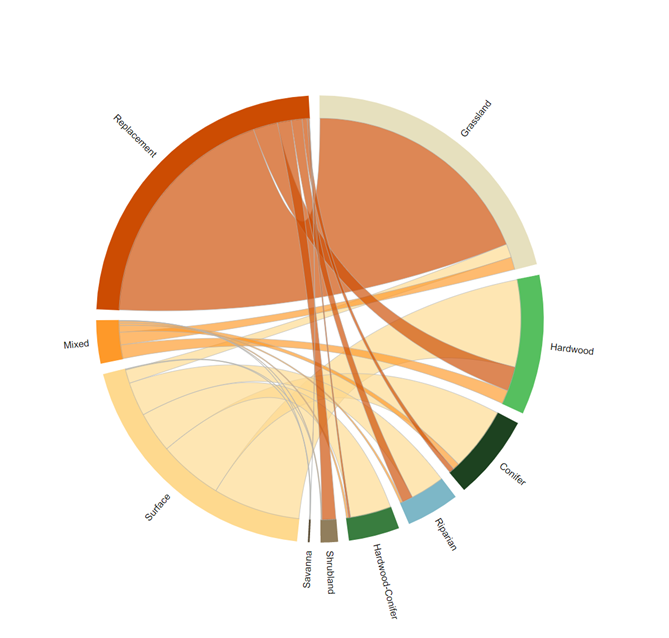 Replacement
Grassland
Mixed
Hardwood
Surface
Conifer
Riparian
Savanna
Shrubland
Hardwood-Conifer